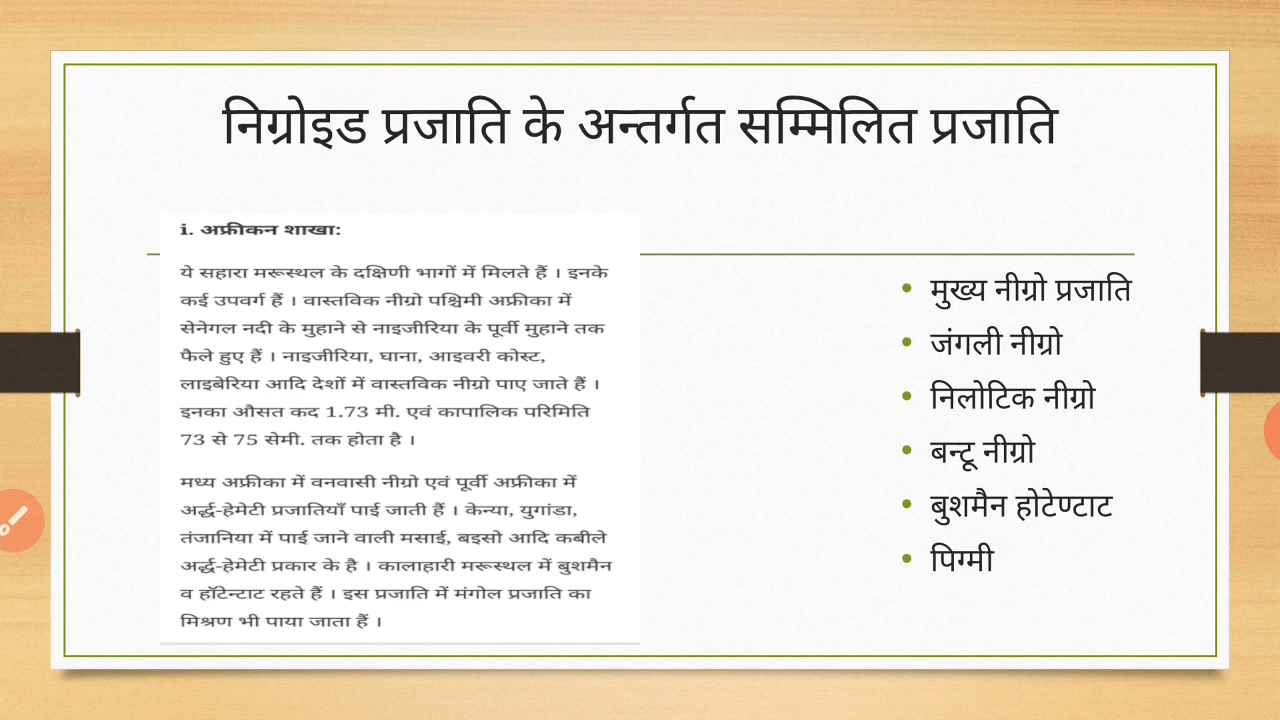 निग्रोइड प्रजाति के अन्तर्गत सम्मिलित प्रजाति
i. अफ्रीकन शाखा:
ये सहारा मरूस्थल के दक्षिणी भागों में मिलते हैं । इनके
कई उपवर्ग हैं । वास्तविक नीग्रो पश्चिमी अफ्रीका में
सेनेगल नदी के मुहाने से नाइजीरिया के पूर्वी मुहाने तक
फैले हुए हैं । नाइजीरिया, घाना, आइवरी कोस्ट,
लाइबेरिया आदि देशों में वास्तविक नीग्रो पाए जाते हैं ।
इनका औसत कद 1.73 मी. एवं कापालिक परिमिति
73 से 75 सेमी. तक होता है ।
मध्य अफ्रीका में वनवासी नीग्रो एवं पूर्वी अफ्रीका में
अर्द्ध-हेमेटी प्रजातियाँ पाई जाती हैं । केन्या, युगांडा,
तंजानिया में पाई जाने वाली मसाई, बइसो आदि कबीले
अर्द्ध-हेमेटी प्रकार के है । कालाहारी मरूस्थल में बुशमैन
व हॉटेन्टाट रहते हैं । इस प्रजाति में मंगोल प्रजाति का
मिश्रण भी पाया जाता हैं ।
• मुख्य नीग्रो प्रजाति
• जंगली नीग्रो
• निलोटिक नीग्रो
• बन्टू नीग्रो
• बुशमैन होटेण्टाट
• पिग्मी